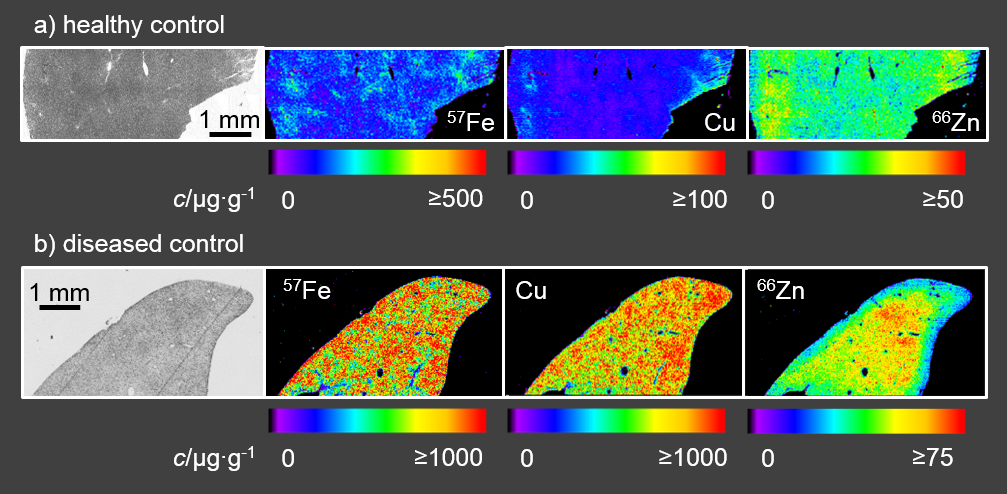 a) healthy control
1 mm
⁵⁷Fe
Cu
⁶⁶Zn
c/µg·g⁻¹ 0 ≥500 0 ≥100 0 ≥50
b) diseased control
1 mm
⁵⁷Fe
Cu
⁶⁶Zn
c/µg·g⁻¹ 0 ≥1000 0 ≥1000 0 ≥75